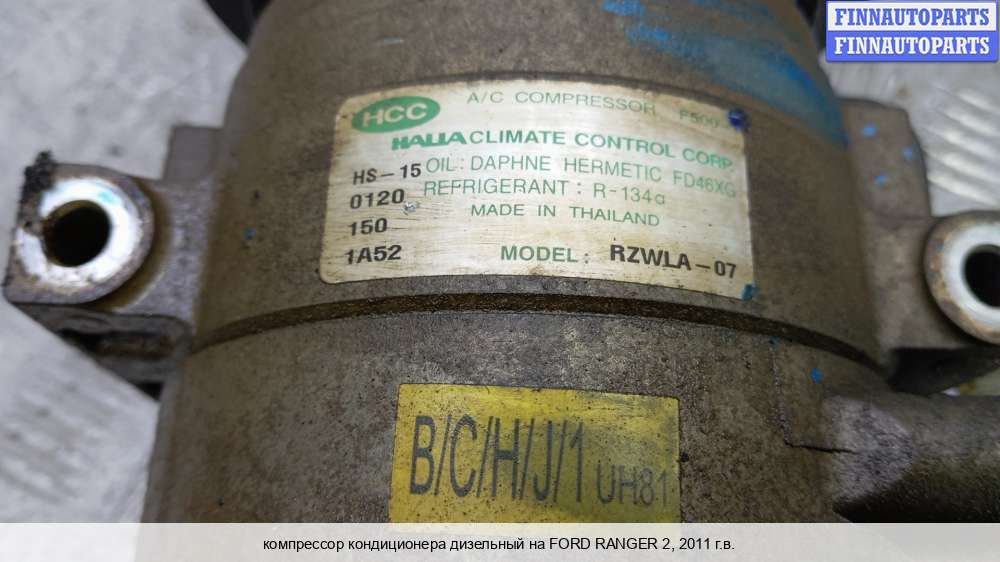 FINNAUTOPARTS
FINNAUTOPARTS
HCC A/C COMPRESSOR
HALLA CLIMATE CONTROL CORP.
HS-15 OIL: DAPHNE HERMETIC FD46XG
0120 REFRIGERANT: R-134a
150 MADE IN THAILAND
1A52 MODEL: RZWLA-07
B/C/H/J/1 UH81
компрессор кондиционера дизельный на FORD RANGER 2, 2011 г.в.